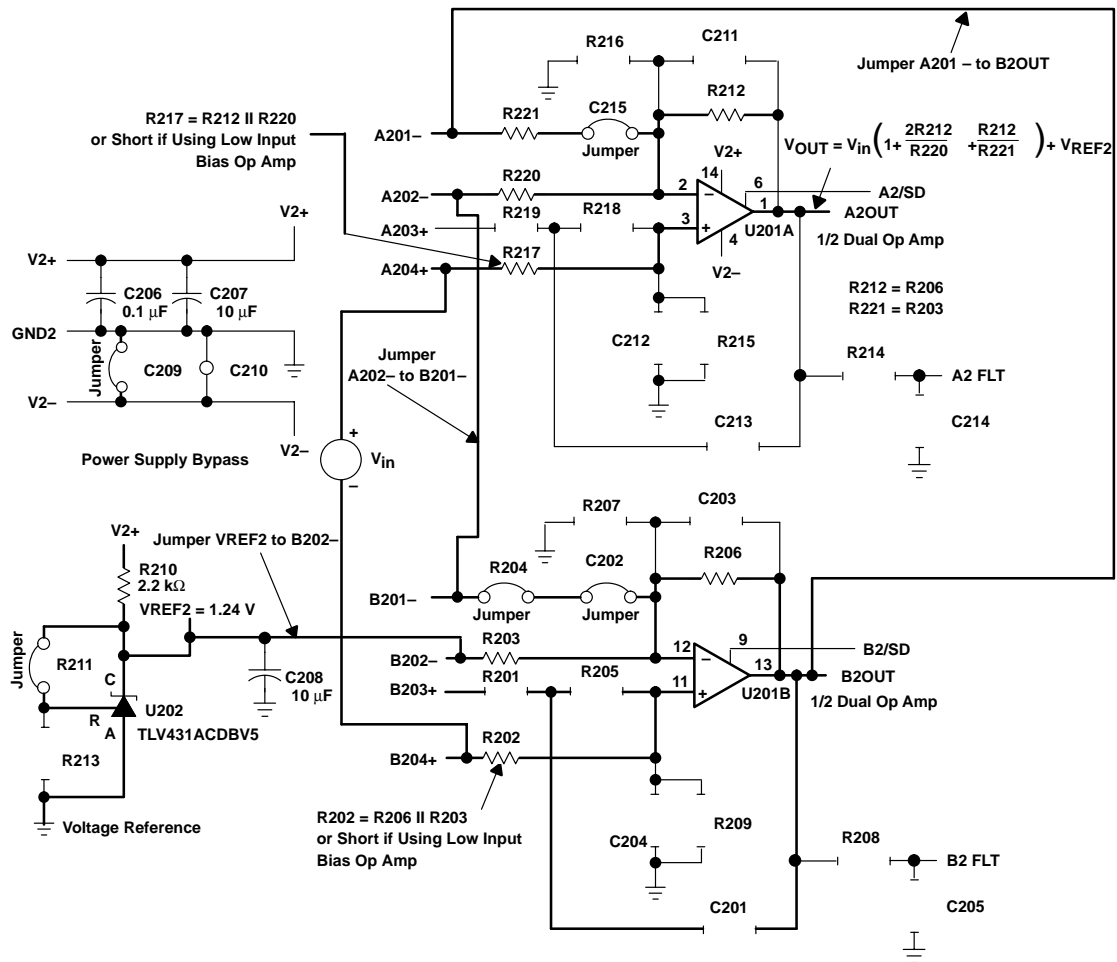 R216
C211
Jumper A201 – to B2OUT
R217 = R212 II R220
or Short if Using Low Input
Bias Op Amp
A201–
R221
C215
Jumper
R212
VOUT = Vin(1+ 2R212/R220 + R212/R221) + VREF2
V2+
14
A202–
R220
2
–
6
A2/SD
1
A2OUT
A203+
R219
R218
3
+
U201A
4
1/2 Dual Op Amp
A204+
R217
V2–
R212 = R206
R221 = R203
V2+
V2+
C206
0.1 μF
C207
10 μF
GND2
Jumper
C209
C210
V2–
V2–
Power Supply Bypass
C212
R215
R214
A2 FLT
C214
C213
Jumper
A202– to B201–
+
Vin
–
R207
C203
V2+
Jumper VREF2 to B202–
R210
2.2 kΩ
VREF2 = 1.24 V
R204
Jumper
C202
Jumper
R206
B201–
Jumper
R211
C
R
A
U202
TLV431ACDBV5
C208
10 μF
R213
Voltage Reference
B202–
R203
12
–
9
B2/SD
13
B2OUT
B203+
R201
R205
11
+
U201B
1/2 Dual Op Amp
B204+
R202
R202 = R206 II R203
or Short if Using Low Input
Bias Op Amp
C204
R209
R208
B2 FLT
C205
C201